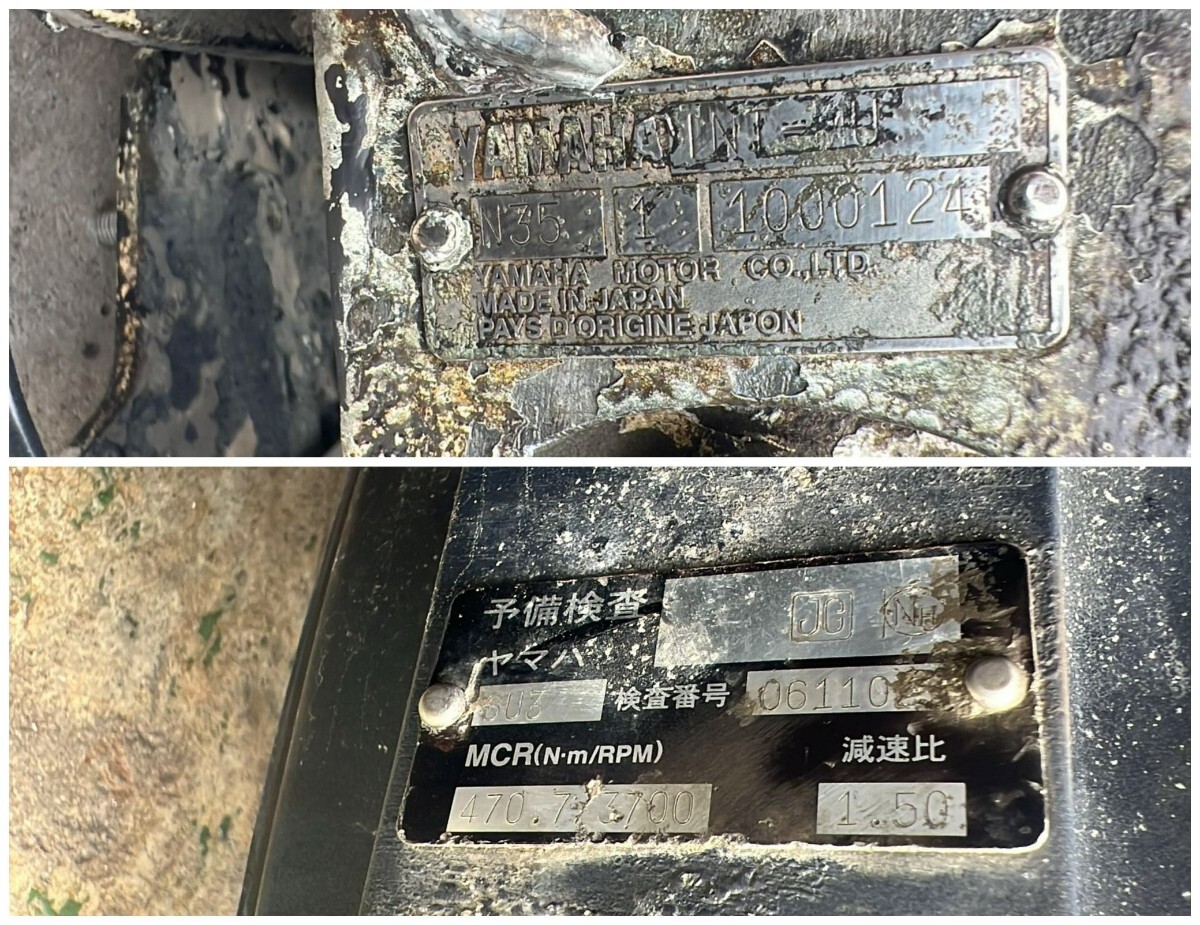 YAMAHA
N35 1 1000124
YAMAHA MOTOR CO.,LTD.
MADE IN JAPAN
PAYS D'ORIGINE JAPON
予備検査 JG
ヤマハ
検査番号
MCR(N·m/RPM) 減速比
470.7/3700 1.50